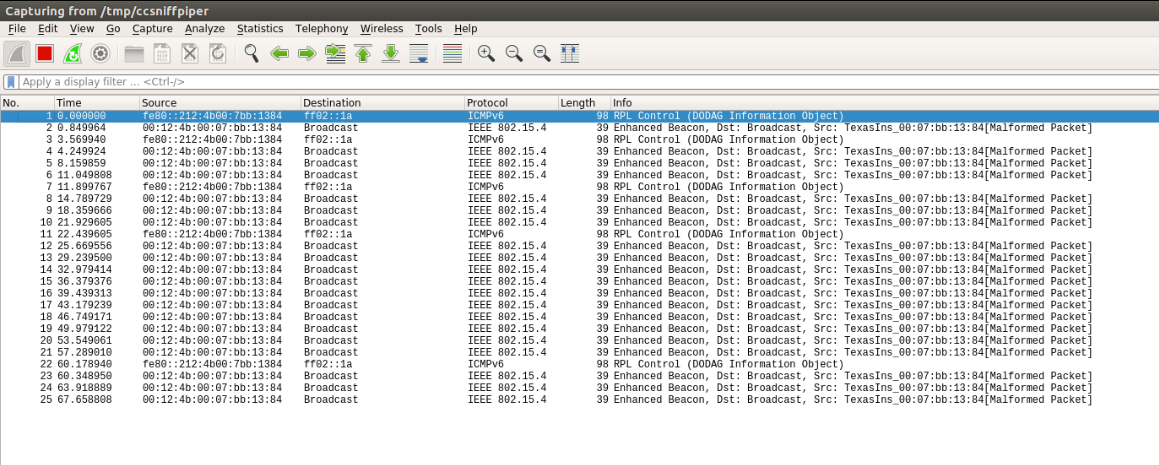 Capturing from /tmp/ccsniffpiper
File Edit View Go Capture Analyze Statistics Telephony Wireless Tools Help
Apply a display filter ... <Ctrl-/>
No. Time Source Destination Protocol Length Info
1 0.000000 fe80::212:4b00:7bb:1384 ff02::1a ICMPv6 98 RPL Control (DODAG Information Object)
2 0.849964 00:12:4b:00:07:bb:13:84 Broadcast IEEE 802.15.4 39 Enhanced Beacon, Dst: Broadcast, Src: TexasIns_00:07:bb:13:84[Malformed Packet]
3 3.569940 fe80::212:4b00:7bb:1384 ff02::1a ICMPv6 98 RPL Control (DODAG Information Object)
4 4.249924 00:12:4b:00:07:bb:13:84 Broadcast IEEE 802.15.4 39 Enhanced Beacon, Dst: Broadcast, Src: TexasIns_00:07:bb:13:84[Malformed Packet]
5 8.159859 00:12:4b:00:07:bb:13:84 Broadcast IEEE 802.15.4 39 Enhanced Beacon, Dst: Broadcast, Src: TexasIns_00:07:bb:13:84[Malformed Packet]
6 11.049808 00:12:4b:00:07:bb:13:84 Broadcast IEEE 802.15.4 39 Enhanced Beacon, Dst: Broadcast, Src: TexasIns_00:07:bb:13:84[Malformed Packet]
7 11.899767 fe80::212:4b00:7bb:1384 ff02::1a ICMPv6 98 RPL Control (DODAG Information Object)
8 14.789729 00:12:4b:00:07:bb:13:84 Broadcast IEEE 802.15.4 39 Enhanced Beacon, Dst: Broadcast, Src: TexasIns_00:07:bb:13:84[Malformed Packet]
9 18.359666 00:12:4b:00:07:bb:13:84 Broadcast IEEE 802.15.4 39 Enhanced Beacon, Dst: Broadcast, Src: TexasIns_00:07:bb:13:84[Malformed Packet]
10 21.929605 00:12:4b:00:07:bb:13:84 Broadcast IEEE 802.15.4 39 Enhanced Beacon, Dst: Broadcast, Src: TexasIns_00:07:bb:13:84[Malformed Packet]
11 22.439605 fe80::212:4b00:7bb:1384 ff02::1a ICMPv6 98 RPL Control (DODAG Information Object)
12 25.669556 00:12:4b:00:07:bb:13:84 Broadcast IEEE 802.15.4 39 Enhanced Beacon, Dst: Broadcast, Src: TexasIns_00:07:bb:13:84[Malformed Packet]
13 29.239500 00:12:4b:00:07:bb:13:84 Broadcast IEEE 802.15.4 39 Enhanced Beacon, Dst: Broadcast, Src: TexasIns_00:07:bb:13:84[Malformed Packet]
14 32.979414 00:12:4b:00:07:bb:13:84 Broadcast IEEE 802.15.4 39 Enhanced Beacon, Dst: Broadcast, Src: TexasIns_00:07:bb:13:84[Malformed Packet]
15 36.379376 00:12:4b:00:07:bb:13:84 Broadcast IEEE 802.15.4 39 Enhanced Beacon, Dst: Broadcast, Src: TexasIns_00:07:bb:13:84[Malformed Packet]
16 39.439313 00:12:4b:00:07:bb:13:84 Broadcast IEEE 802.15.4 39 Enhanced Beacon, Dst: Broadcast, Src: TexasIns_00:07:bb:13:84[Malformed Packet]
17 43.179239 00:12:4b:00:07:bb:13:84 Broadcast IEEE 802.15.4 39 Enhanced Beacon, Dst: Broadcast, Src: TexasIns_00:07:bb:13:84[Malformed Packet]
18 46.749171 00:12:4b:00:07:bb:13:84 Broadcast IEEE 802.15.4 39 Enhanced Beacon, Dst: Broadcast, Src: TexasIns_00:07:bb:13:84[Malformed Packet]
19 49.979122 00:12:4b:00:07:bb:13:84 Broadcast IEEE 802.15.4 39 Enhanced Beacon, Dst: Broadcast, Src: TexasIns_00:07:bb:13:84[Malformed Packet]
20 53.549061 00:12:4b:00:07:bb:13:84 Broadcast IEEE 802.15.4 39 Enhanced Beacon, Dst: Broadcast, Src: TexasIns_00:07:bb:13:84[Malformed Packet]
21 57.289010 00:12:4b:00:07:bb:13:84 Broadcast IEEE 802.15.4 39 Enhanced Beacon, Dst: Broadcast, Src: TexasIns_00:07:bb:13:84[Malformed Packet]
22 60.178940 fe80::212:4b00:7bb:1384 ff02::1a ICMPv6 98 RPL Control (DODAG Information Object)
23 60.348950 00:12:4b:00:07:bb:13:84 Broadcast IEEE 802.15.4 39 Enhanced Beacon, Dst: Broadcast, Src: TexasIns_00:07:bb:13:84[Malformed Packet]
24 63.918889 00:12:4b:00:07:bb:13:84 Broadcast IEEE 802.15.4 39 Enhanced Beacon, Dst: Broadcast, Src: TexasIns_00:07:bb:13:84[Malformed Packet]
25 67.658808 00:12:4b:00:07:bb:13:84 Broadcast IEEE 802.15.4 39 Enhanced Beacon, Dst: Broadcast, Src: TexasIns_00:07:bb:13:84[Malformed Packet]